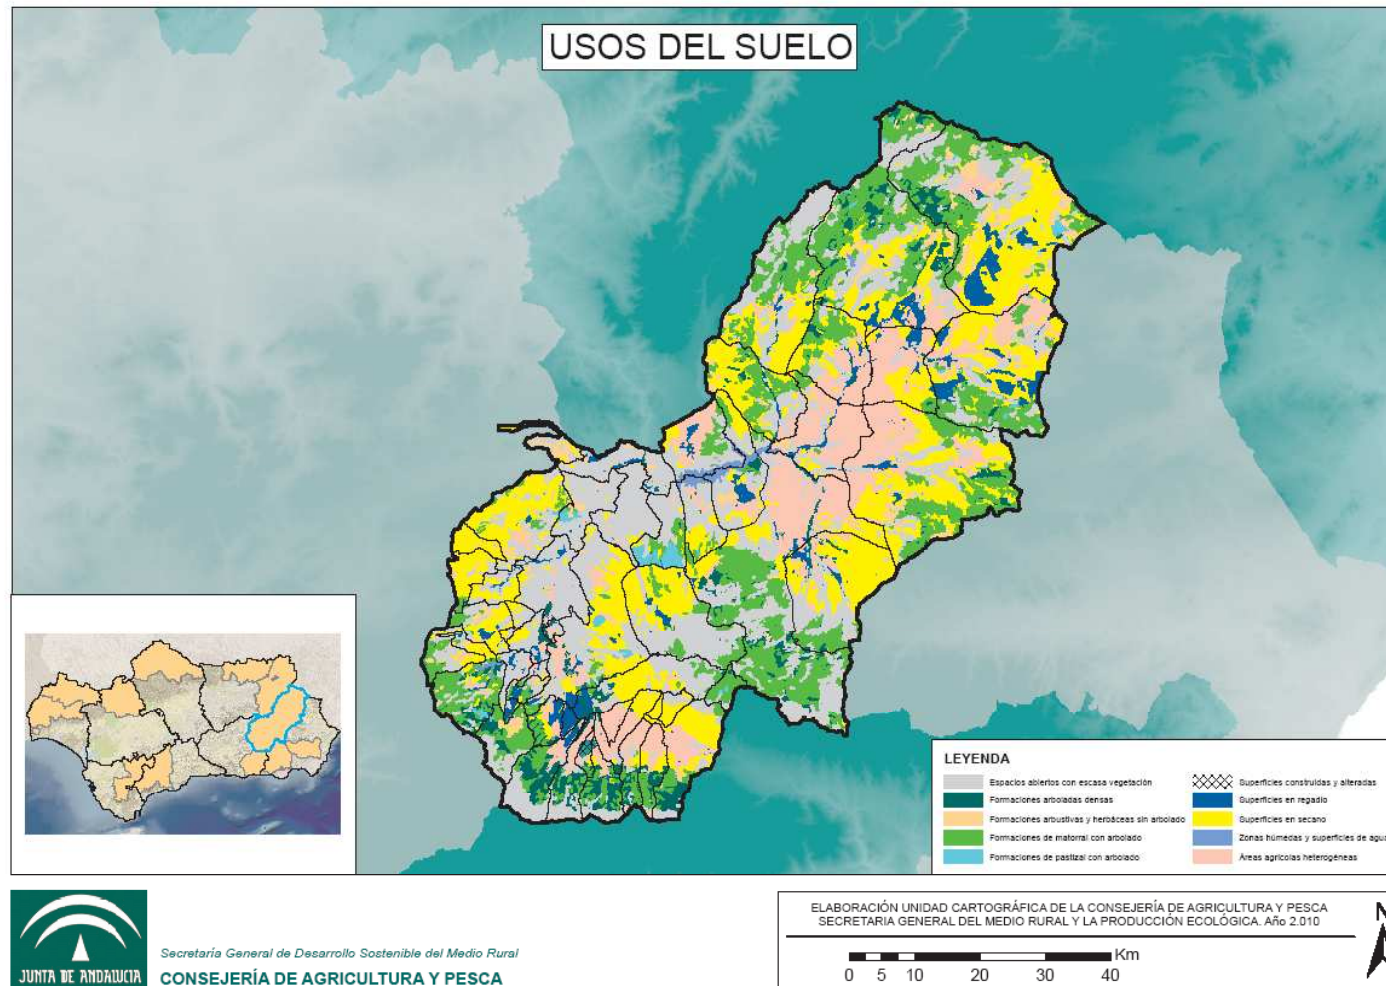 USOS DEL SUELO
LEYENDA
Espacios abiertos con escasa vegetación
Formaciones arboladas densas
Formaciones arbustivas y herbáceas sin arbolado
Formaciones de matorral con arbolado
Formaciones de pastizal con arbolado
Superficies construidas y alteradas
Superficies en regadío
Superficies en secano
Zonas húmedas y superficies de agua
Áreas agrícolas heterogéneas
JUNTA DE ANDALUCIA
Secretaría General de Desarrollo Sostenible del Medio Rural
CONSEJERÍA DE AGRICULTURA Y PESCA
ELABORACIÓN UNIDAD CARTOGRÁFICA DE LA CONSEJERÍA DE AGRICULTURA Y PESCA
SECRETARIA GENERAL DEL MEDIO RURAL Y LA PRODUCCIÓN ECOLÓGICA. Año 2.010
Km
0 5 10 20 30 40
N